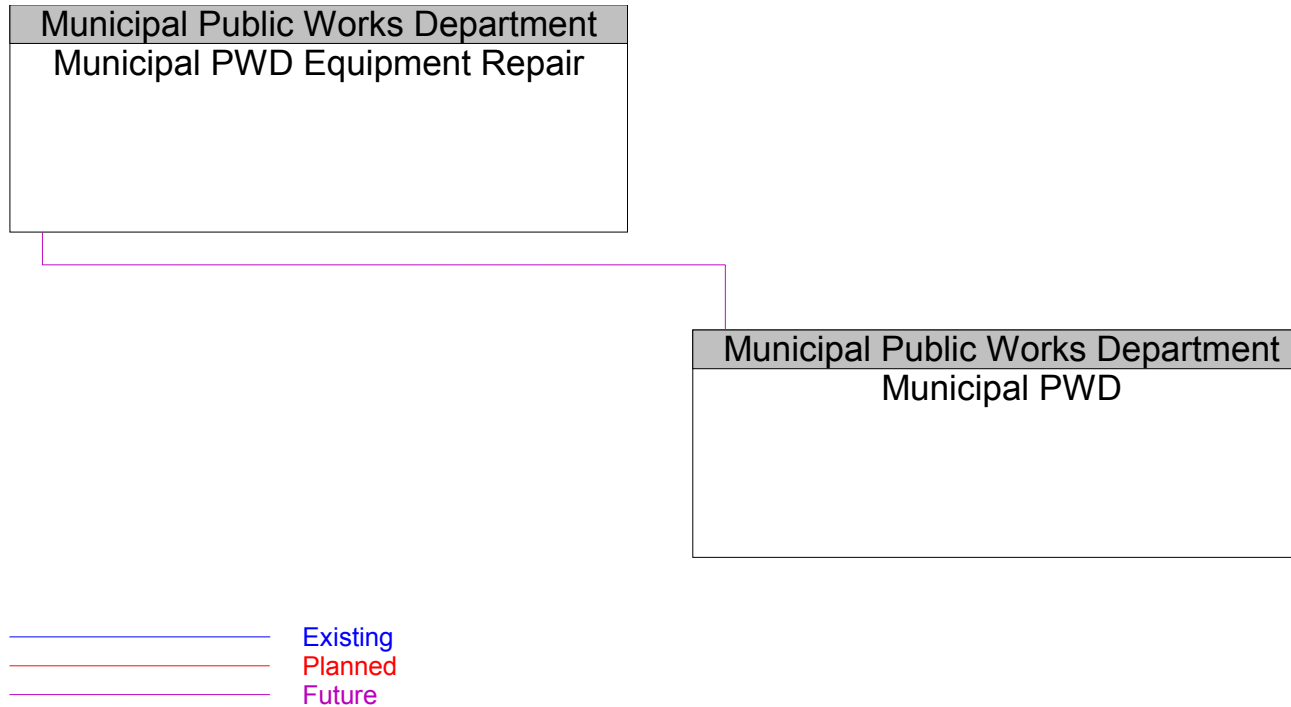 Municipal Public Works Department
Municipal PWD Equipment Repair
Municipal Public Works Department
Municipal PWD
Existing
Planned
Future